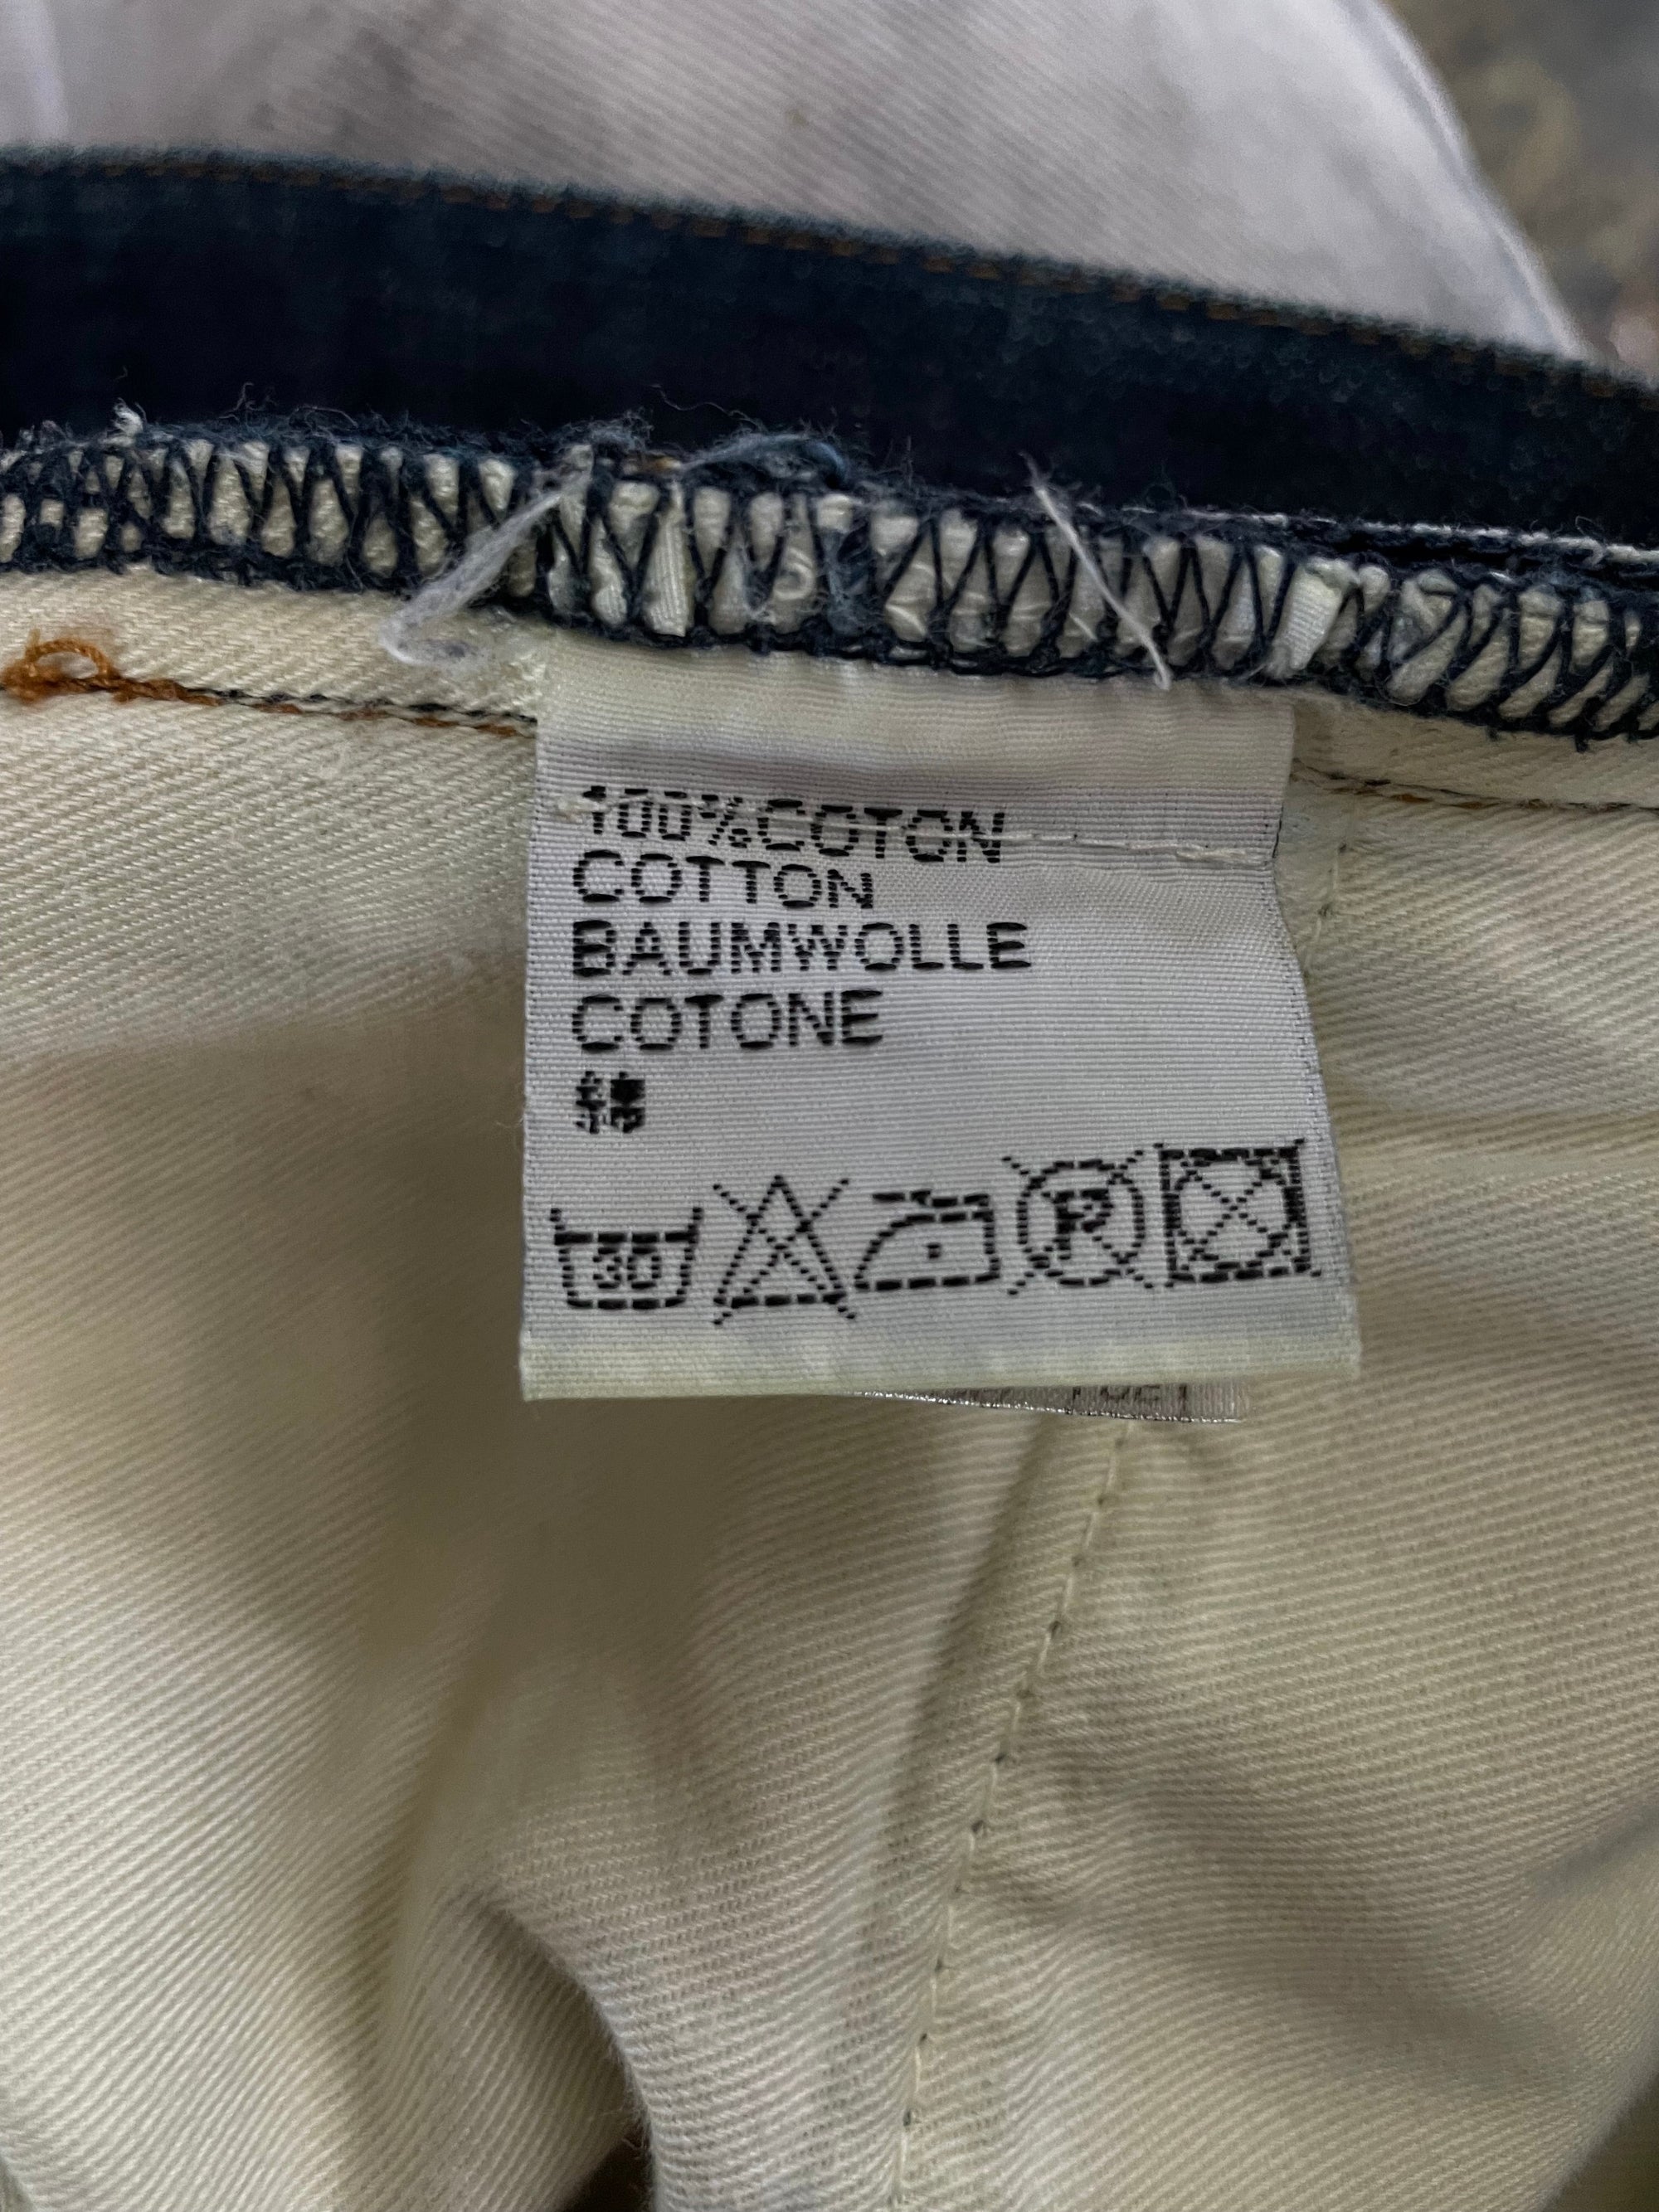 100%COTON
COTTON
BAUMWOLLE
COTONE
綿
30 P